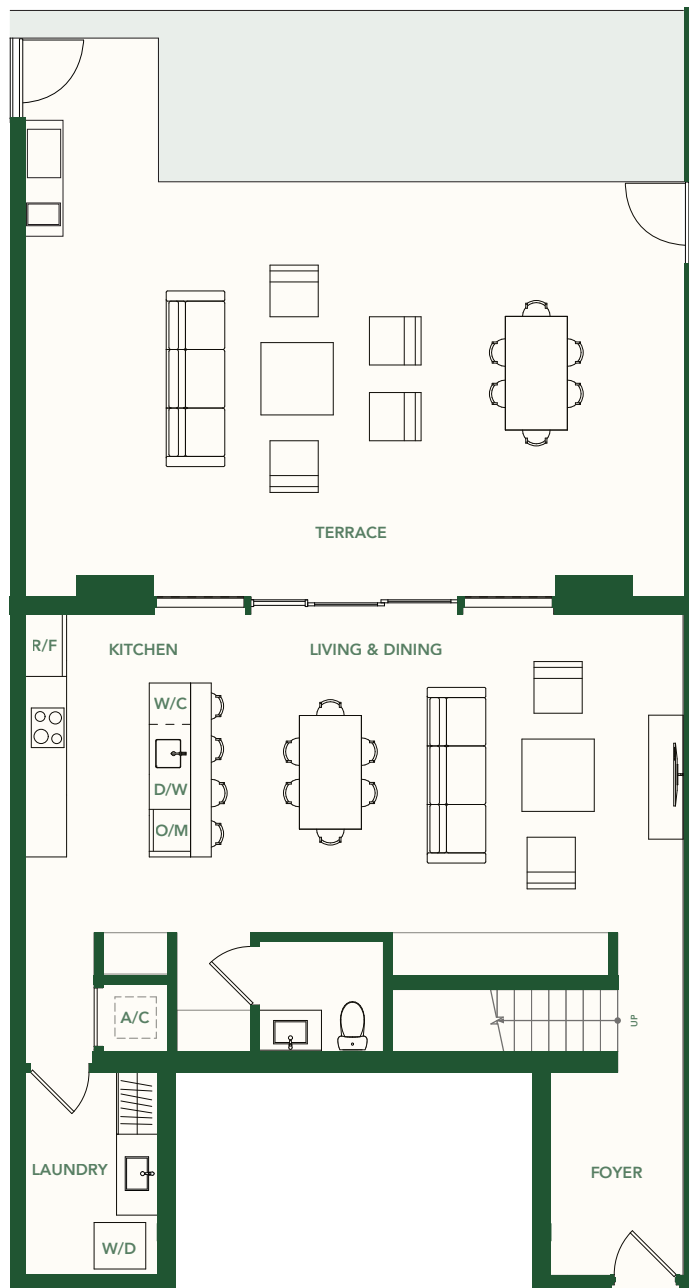 TERRACE
R/F
KITCHEN
LIVING & DINING
W/C
D/W
O/M
A/C
UP
LAUNDRY
FOYER
W/D